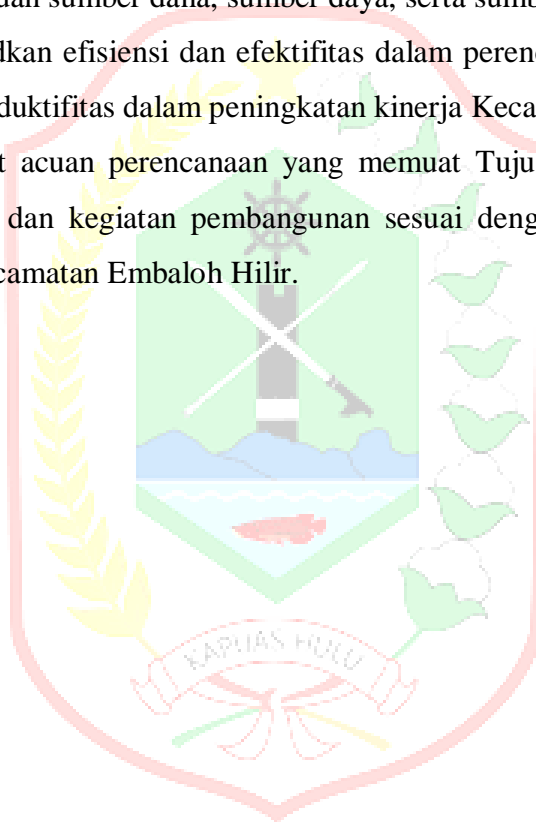 dan sumber dana, sumber daya, serta sumb
dkan efisiensi dan efektifitas dalam peren
duktifitas dalam peningkatan kinerja Keca
t acuan perencanaan yang memuat Tuju
dan kegiatan pembangunan sesuai deng
camatan Embaloh Hilir.
KAPUAS HULU